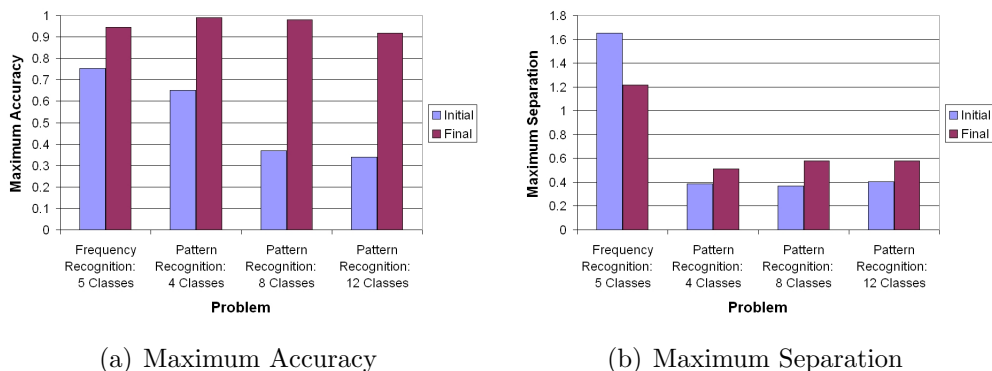 1
0.9
0.8
0.7
0.6
0.5
0.4
0.3
0.2
0.1
0
Maximum Accuracy
Frequency
Recognition:
5 Classes
Pattern
Recognition:
4 Classes
Pattern
Recognition:
8 Classes
Pattern
Recognition:
12 Classes
Problem
Initial
Final
(a) Maximum Accuracy
1.8
1.6
1.4
1.2
1
0.8
0.6
0.4
0.2
0
Maximum Separation
Frequency
Recognition:
5 Classes
Pattern
Recognition:
4 Classes
Pattern
Recognition:
8 Classes
Pattern
Recognition:
12 Classes
Problem
Initial
Final
(b) Maximum Separation